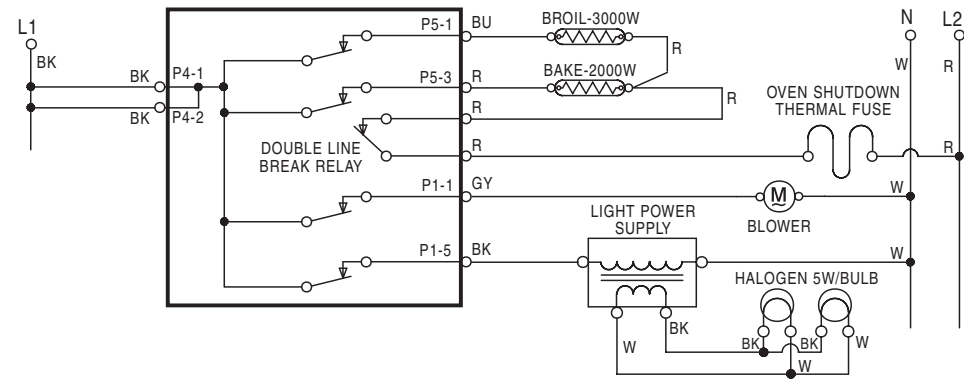 L1
BK
BK
P4-1
BK
P4-2
DOUBLE LINE
BREAK RELAY
P5-1
BU
P5-3
R
R
R
P1-1
GY
P1-5
BK
BROIL-3000W
R
BAKE-2000W
R
OVEN SHUTDOWN
THERMAL FUSE
N
L2
W
R
R
W
M
BLOWER
LIGHT POWER
SUPPLY
W
HALOGEN 5W/BULB
BK
W
BK
BK
W
W